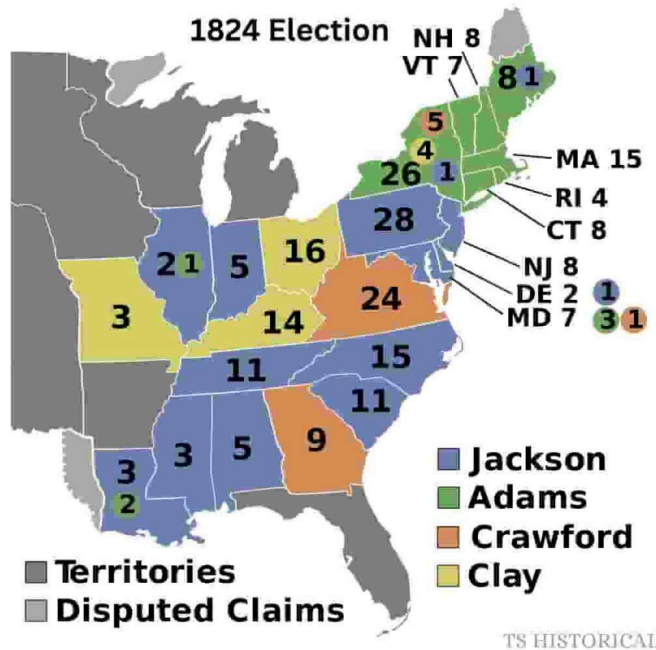 1824 Election
NH 8
VT 7
8 1
5
4
26 1
MA 15
RI 4
CT 8
28
NJ 8
DE 2 1
MD 7 3 1
2 1
5
16
24
3
14
11
15
11
3
5
9
3
2
Jackson
Adams
Crawford
Clay
Territories
Disputed Claims
TS HISTORICAL